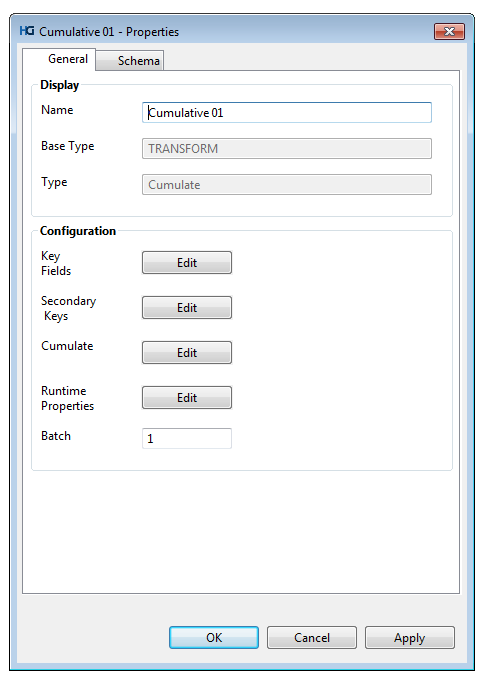 HG Cumulative 01 - Properties
General Schema
Display
Name Cumulative 01
Base Type TRANSFORM
Type Cumulate
Configuration
Key
Fields Edit
Secondary
Keys Edit
Cumulate Edit
Runtime
Properties Edit
Batch 1
OK Cancel Apply